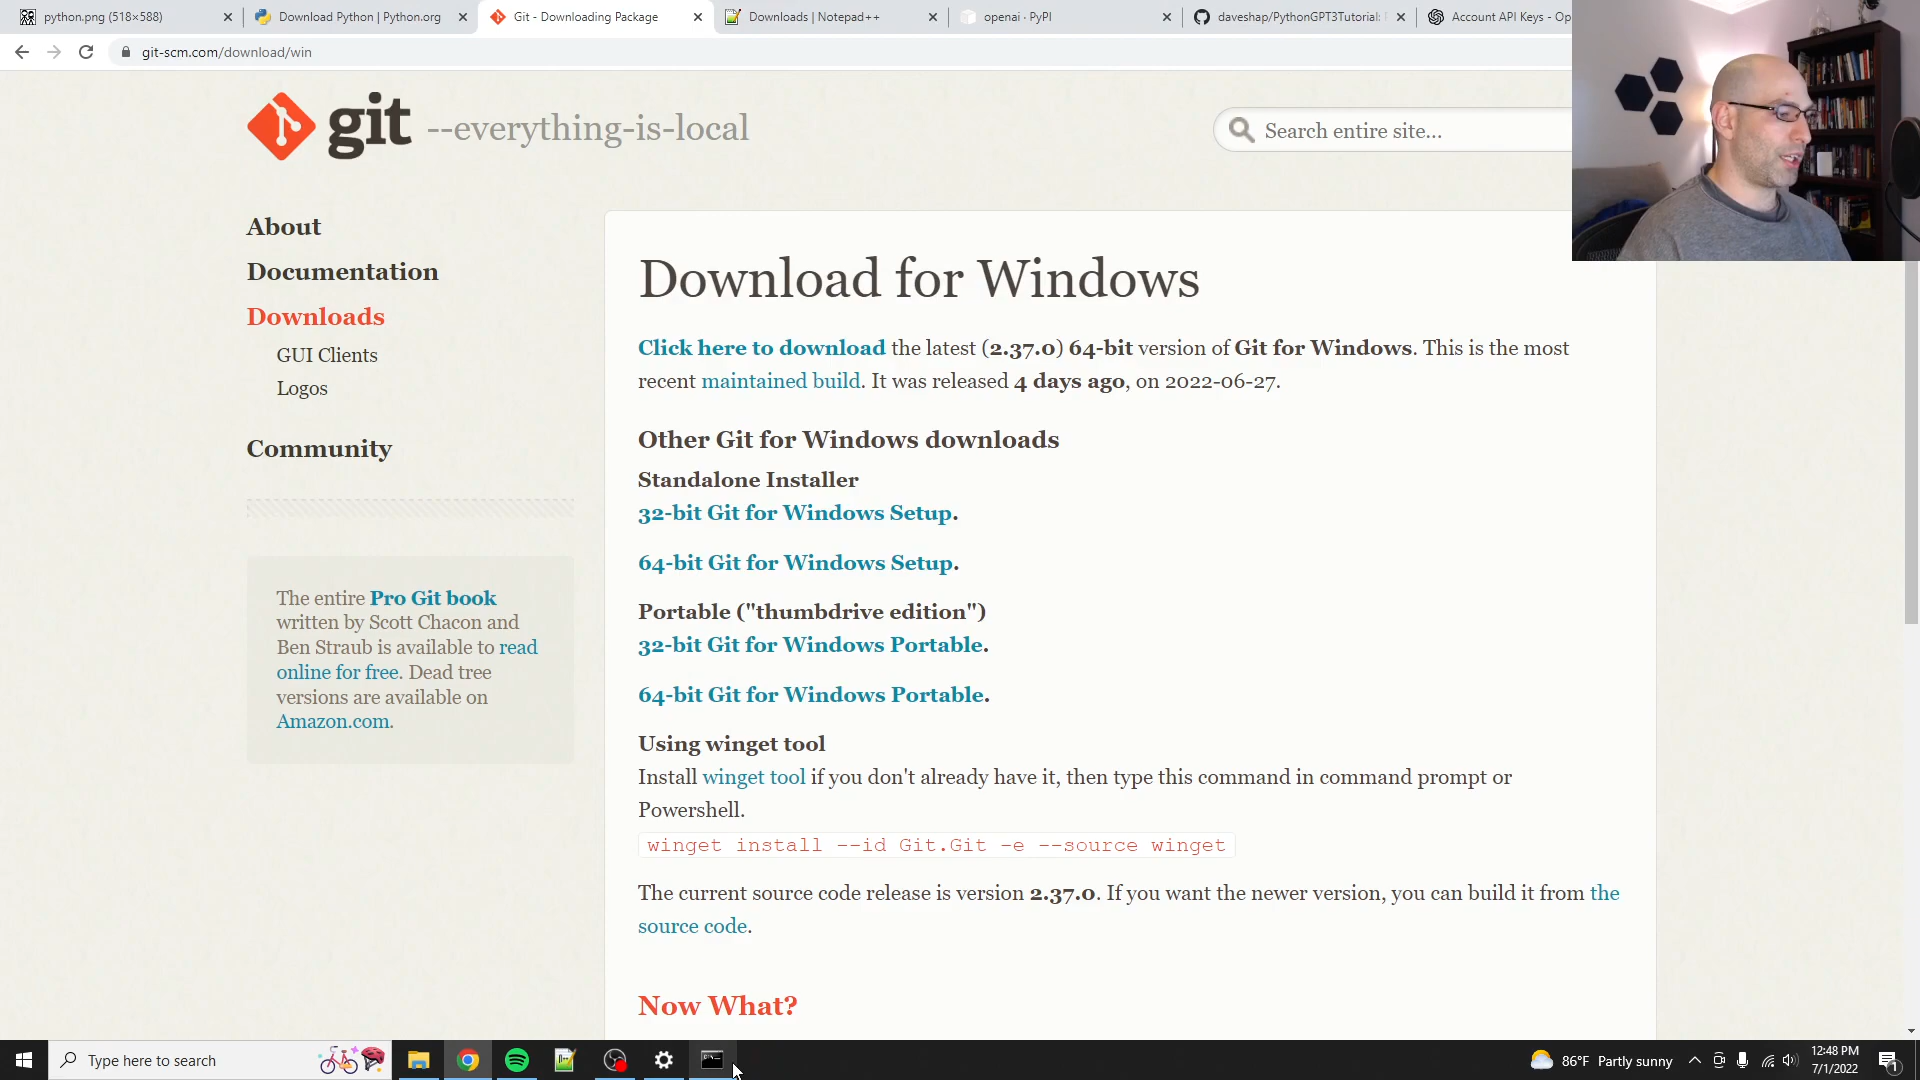 python.png (518×588)
Download Python | Python.org
Git - Downloading Package
Downloads | Notepad++
openai · PyPI
daveshap/PythonGPT3Tutorial:
Account API Keys - Op
git-scm.com/download/win
git --everything-is-local
Search entire site...
About
Documentation
Downloads
GUI Clients
Logos
Community
The entire Pro Git book
written by Scott Chacon and
Ben Straub is available to read
online for free. Dead tree
versions are available on
Amazon.com.
Download for Windows
Click here to download the latest (2.37.0) 64-bit version of Git for Windows. This is the most
recent maintained build. It was released 4 days ago, on 2022-06-27.
Other Git for Windows downloads
Standalone Installer
32-bit Git for Windows Setup.
64-bit Git for Windows Setup.
Portable ("thumbdrive edition")
32-bit Git for Windows Portable.
64-bit Git for Windows Portable.
Using winget tool
Install winget tool if you don't already have it, then type this command in command prompt or
Powershell.
winget install --id Git.Git -e --source winget
The current source code release is version 2.37.0. If you want the newer version, you can build it from the
source code.
Now What?
Type here to search
86°F Partly sunny
12:48 PM
7/1/2022
1